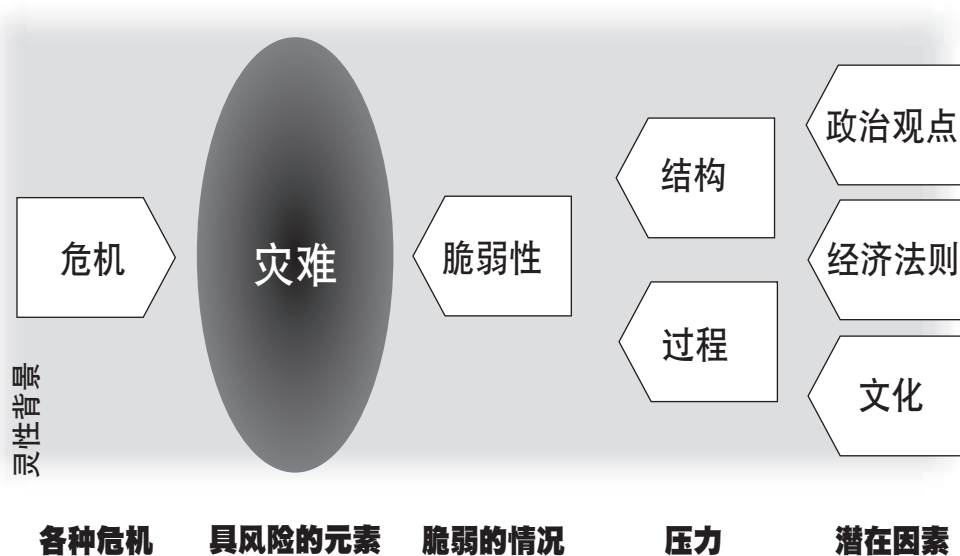 政治观点
结构
危机
灾难
脆弱性
经济法则
过程
文化
灵性背景
各种危机
具风险的元素
脆弱的情况
压力
潜在因素